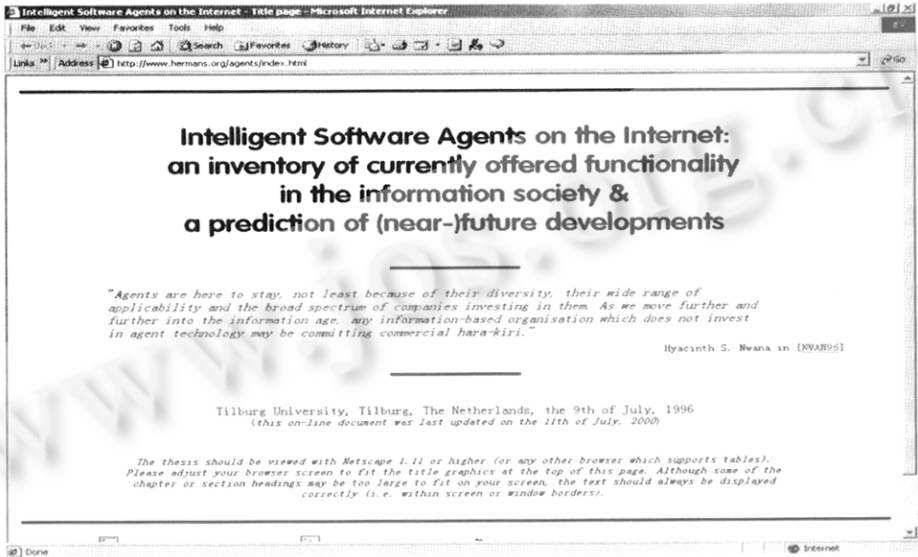 Intelligent Software Agents on the Internet - Title page - Microsoft Internet Explorer
File Edit View Favorites Tools Help
Search Favorites History
Links » Address http://www.hermans.org/agents/index.html Go
Intelligent Software Agents on the Internet:
an inventory of currently offered functionality
in the information society &
a prediction of (near-)future developments
"Agents are here to stay, not least because of their diversity, their wide range of
applicability and the broad spectrum of companies investing in them. As we move further and
further into the information age, any information-based organisation which does not invest
in agent technology may be committing commercial hara-kiri."
Hyacinth S. Nwana in [NWAN96]
Tilburg University, Tilburg, The Netherlands, the 9th of July, 1996
(this on-line document was last updated on the 11th of July, 2000)
The thesis should be viewed with Netscape 1.11 or higher (or any other browser which supports tables).
Please adjust your browser screen to fit the title graphics at the top of this page. Although some of the
chapter or section headings may be too large to fit on your screen, the text should always be displayed
correctly (i.e. within screen or window borders).
Done Internet
www.jos.org.cn